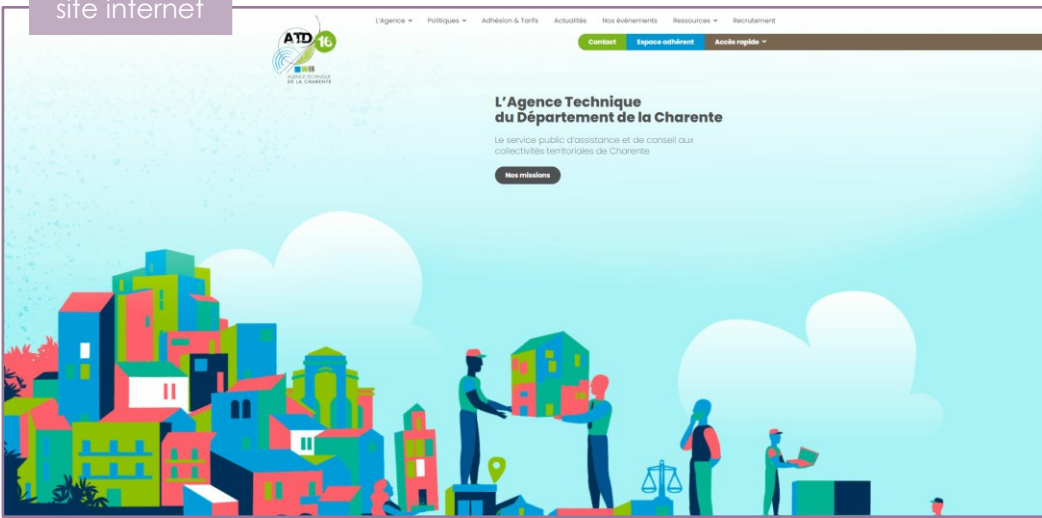 site internet
L'Agence Politiques Adhésion & Tarifs Actualités Nos événements Ressources Recrutement
ATD 16
Contact Espace adhérent Accès rapide
AGENCE TECHNIQUE
DE LA CHARENTE
L'Agence Technique
du Département de la Charente
Le service public d'assistance et de conseil aux
collectivités territoriales de Charente
Nos missions